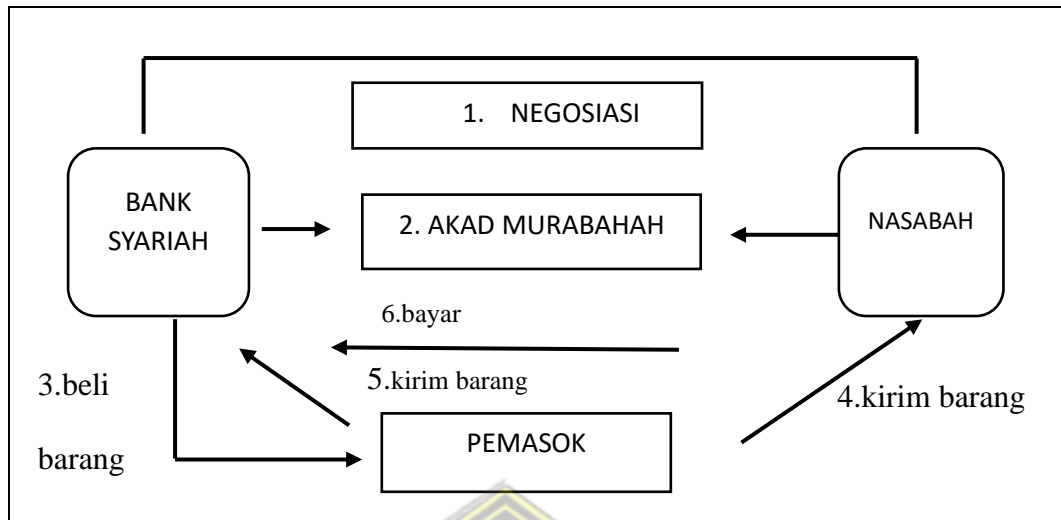 1. NEGOSIASI
BANK
SYARIAH
2. AKAD MURABAHAH
NASABAH
6.bayar
3.beli
barang
5.kirim barang
4.kirim barang
PEMASOK